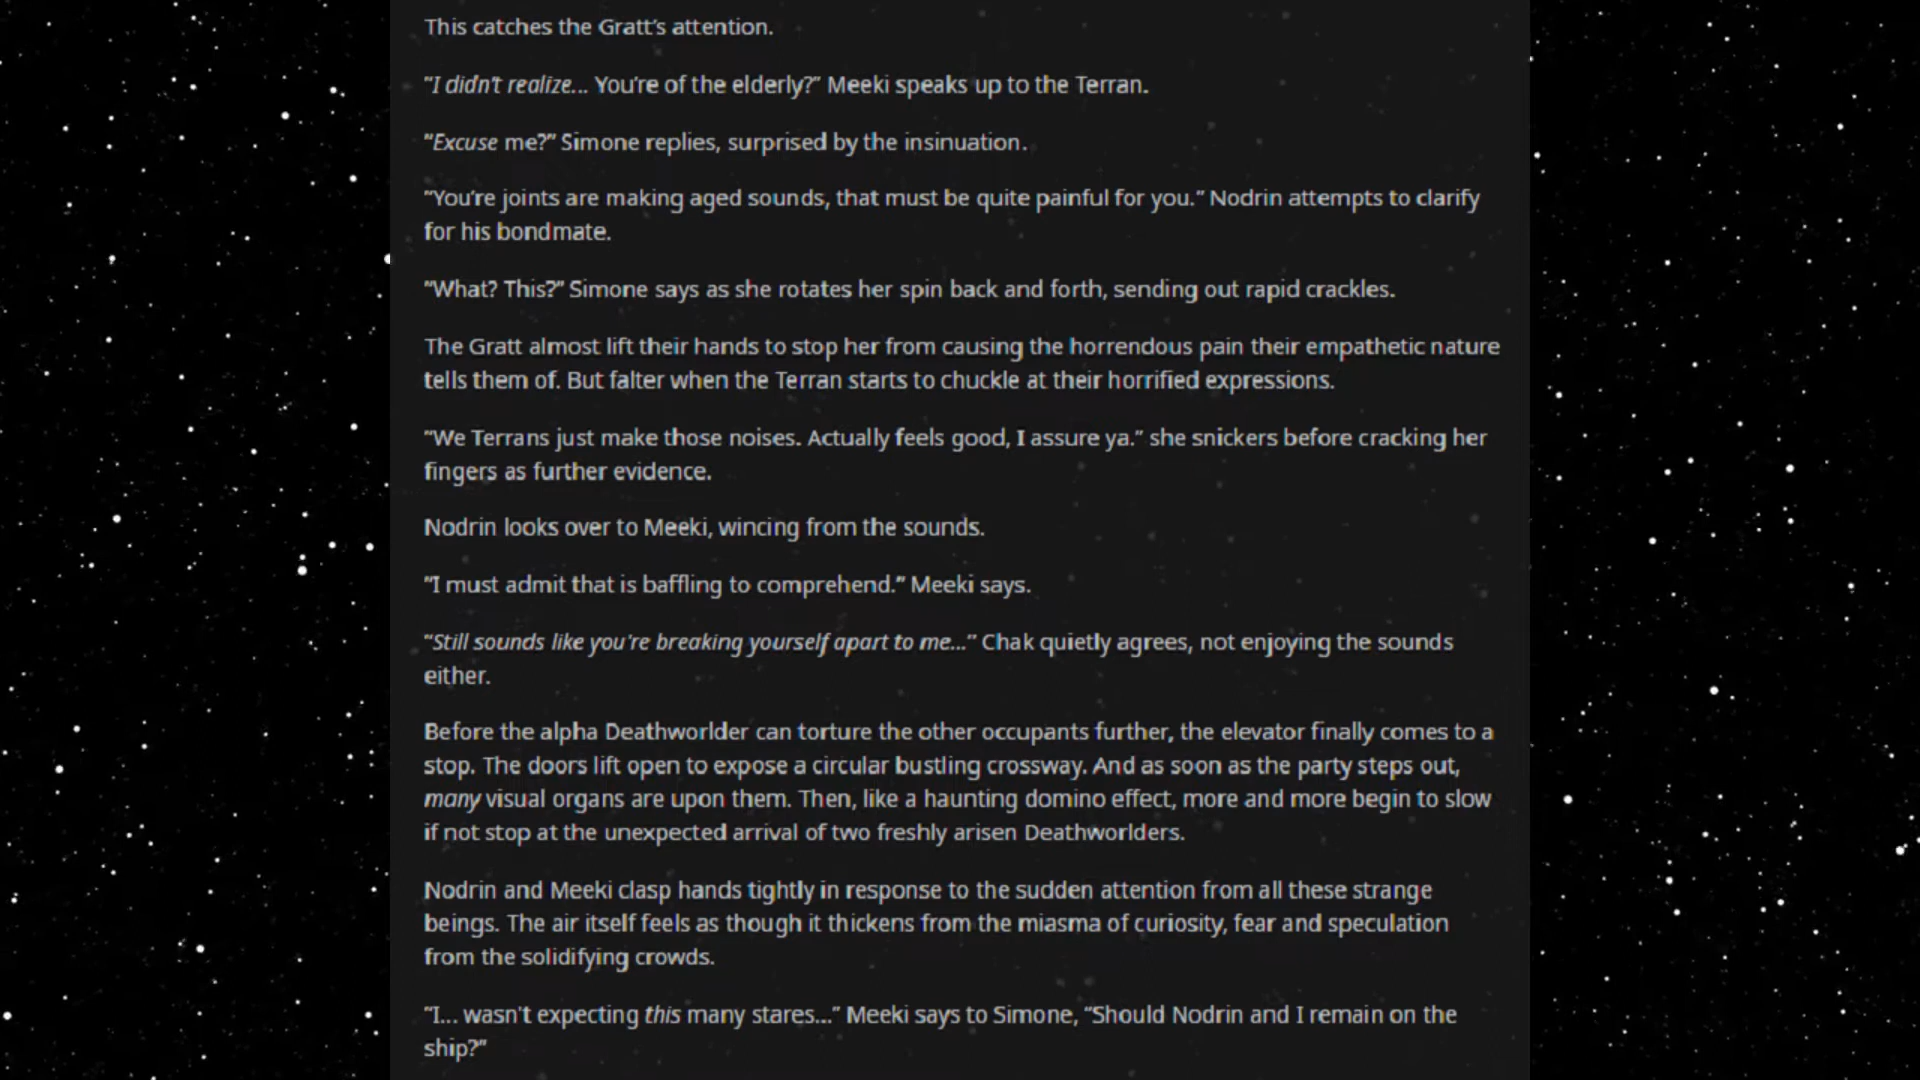 This catches the Gratt’s attention.
“I didn’t realize... You’re of the elderly?” Meeki speaks up to the Terran.
“Excuse me?” Simone replies, surprised by the insinuation.
“You’re joints are making aged sounds, that must be quite painful for you.” Nodrin attempts to clarify
for his bondmate.
“What? This?” Simone says as she rotates her spin back and forth, sending out rapid crackles.
The Gratt almost lift their hands to stop her from causing the horrendous pain their empathetic nature
tells them of. But falter when the Terran starts to chuckle at their horrified expressions.
“We Terrans just make those noises. Actually feels good, I assure ya.” she snickers before cracking her
fingers as further evidence.
Nodrin looks over to Meeki, wincing from the sounds.
“I must admit that is baffling to comprehend.” Meeki says.
“Still sounds like you’re breaking yourself apart to me...” Chak quietly agrees, not enjoying the sounds
either.
Before the alpha Deathworlder can torture the other occupants further, the elevator finally comes to a
stop. The doors lift open to expose a circular bustling crossway. And as soon as the party steps out,
many visual organs are upon them. Then, like a haunting domino effect, more and more begin to slow
if not stop at the unexpected arrival of two freshly arisen Deathworlders.
Nodrin and Meeki clasp hands tightly in response to the sudden attention from all these strange
beings. The air itself feels as though it thickens from the miasma of curiosity, fear and speculation
from the solidifying crowds.
“I... wasn’t expecting this many stares...” Meeki says to Simone, “Should Nodrin and I remain on the
ship?”